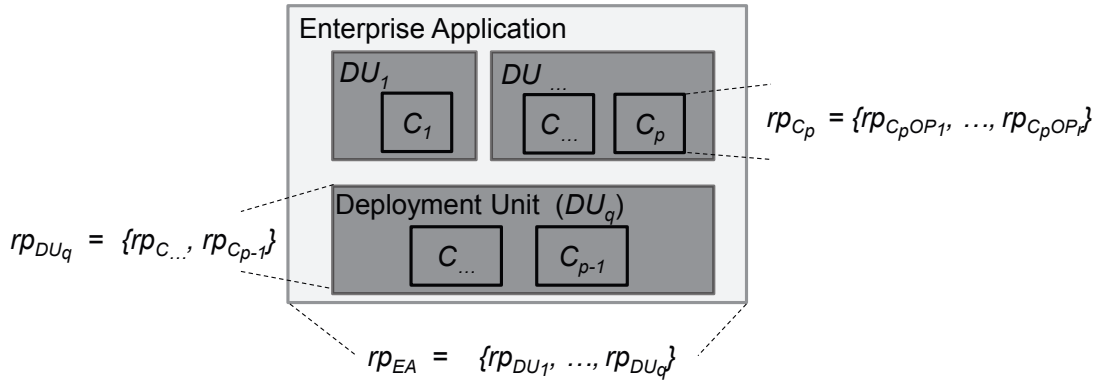 Enterprise Application
DU1
DU...
C1
C...
Cp
rpCp = {rpCpOP1, ..., rpCpOPr}
Deployment Unit (DUq)
rpDUq = {rpC..., rpCp-1}
C...
Cp-1
rpEA = {rpDU1, ..., rpDUq}